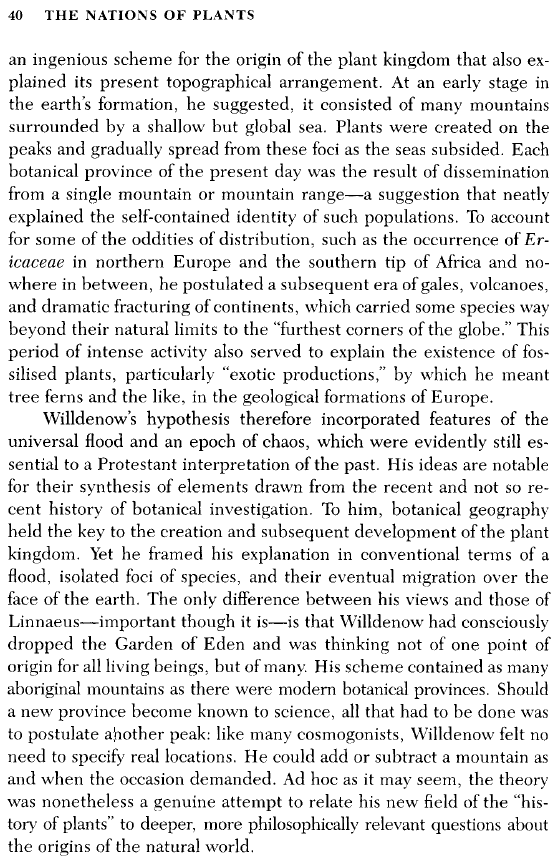 40 THE NATIONS OF PLANTS
an ingenious scheme for the origin of the plant kingdom that also ex-
plained its present topographical arrangement. At an early stage in
the earth's formation, he suggested, it consisted of many mountains
surrounded by a shallow but global sea. Plants were created on the
peaks and gradually spread from these foci as the seas subsided. Each
botanical province of the present day was the result of dissemination
from a single mountain or mountain range—a suggestion that neatly
explained the self-contained identity of such populations. To account
for some of the oddities of distribution, such as the occurrence of Er-
icaceae in northern Europe and the southern tip of Africa and no-
where in between, he postulated a subsequent era of gales, volcanoes,
and dramatic fracturing of continents, which carried some species way
beyond their natural limits to the "furthest corners of the globe." This
period of intense activity also served to explain the existence of fos-
silised plants, particularly "exotic productions," by which he meant
tree ferns and the like, in the geological formations of Europe.
Willdenow's hypothesis therefore incorporated features of the
universal flood and an epoch of chaos, which were evidently still es-
sential to a Protestant interpretation of the past. His ideas are notable
for their synthesis of elements drawn from the recent and not so re-
cent history of botanical investigation. To him, botanical geography
held the key to the creation and subsequent development of the plant
kingdom. Yet he framed his explanation in conventional terms of a
flood, isolated foci of species, and their eventual migration over the
face of the earth. The only difference between his views and those of
Linnaeus—important though it is—is that Willdenow had consciously
dropped the Garden of Eden and was thinking not of one point of
origin for all living beings, but of many. His scheme contained as many
aboriginal mountains as there were modern botanical provinces. Should
a new province become known to science, all that had to be done was
to postulate another peak: like many cosmogonists, Willdenow felt no
need to specify real locations. He could add or subtract a mountain as
and when the occasion demanded. Ad hoc as it may seem, the theory
was nonetheless a genuine attempt to relate his new field of the "his-
tory of plants" to deeper, more philosophically relevant questions about
the origins of the natural world.